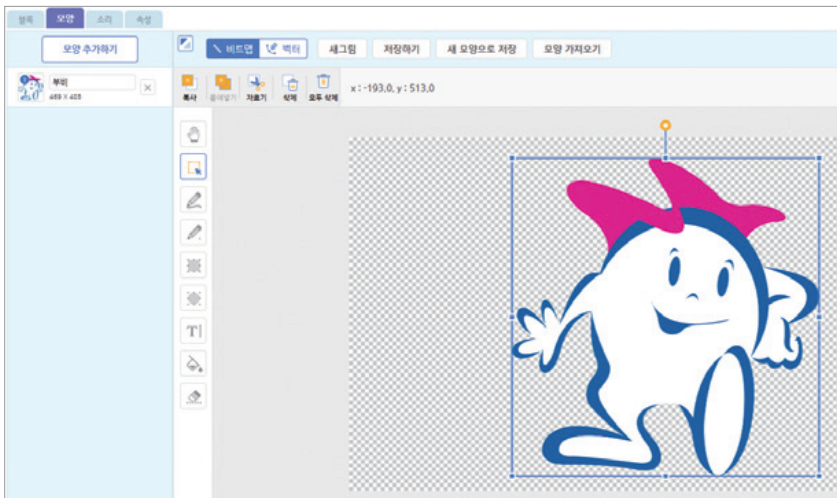 블록 모양 소리 속성
모양 추가하기
비트맵 벡터 새그림 저장하기 새 모양으로 저장 모양 가져오기
부비
복사 붙여넣기 자르기 삭제 모두 삭제
x : -193.0, y : 513.0
T